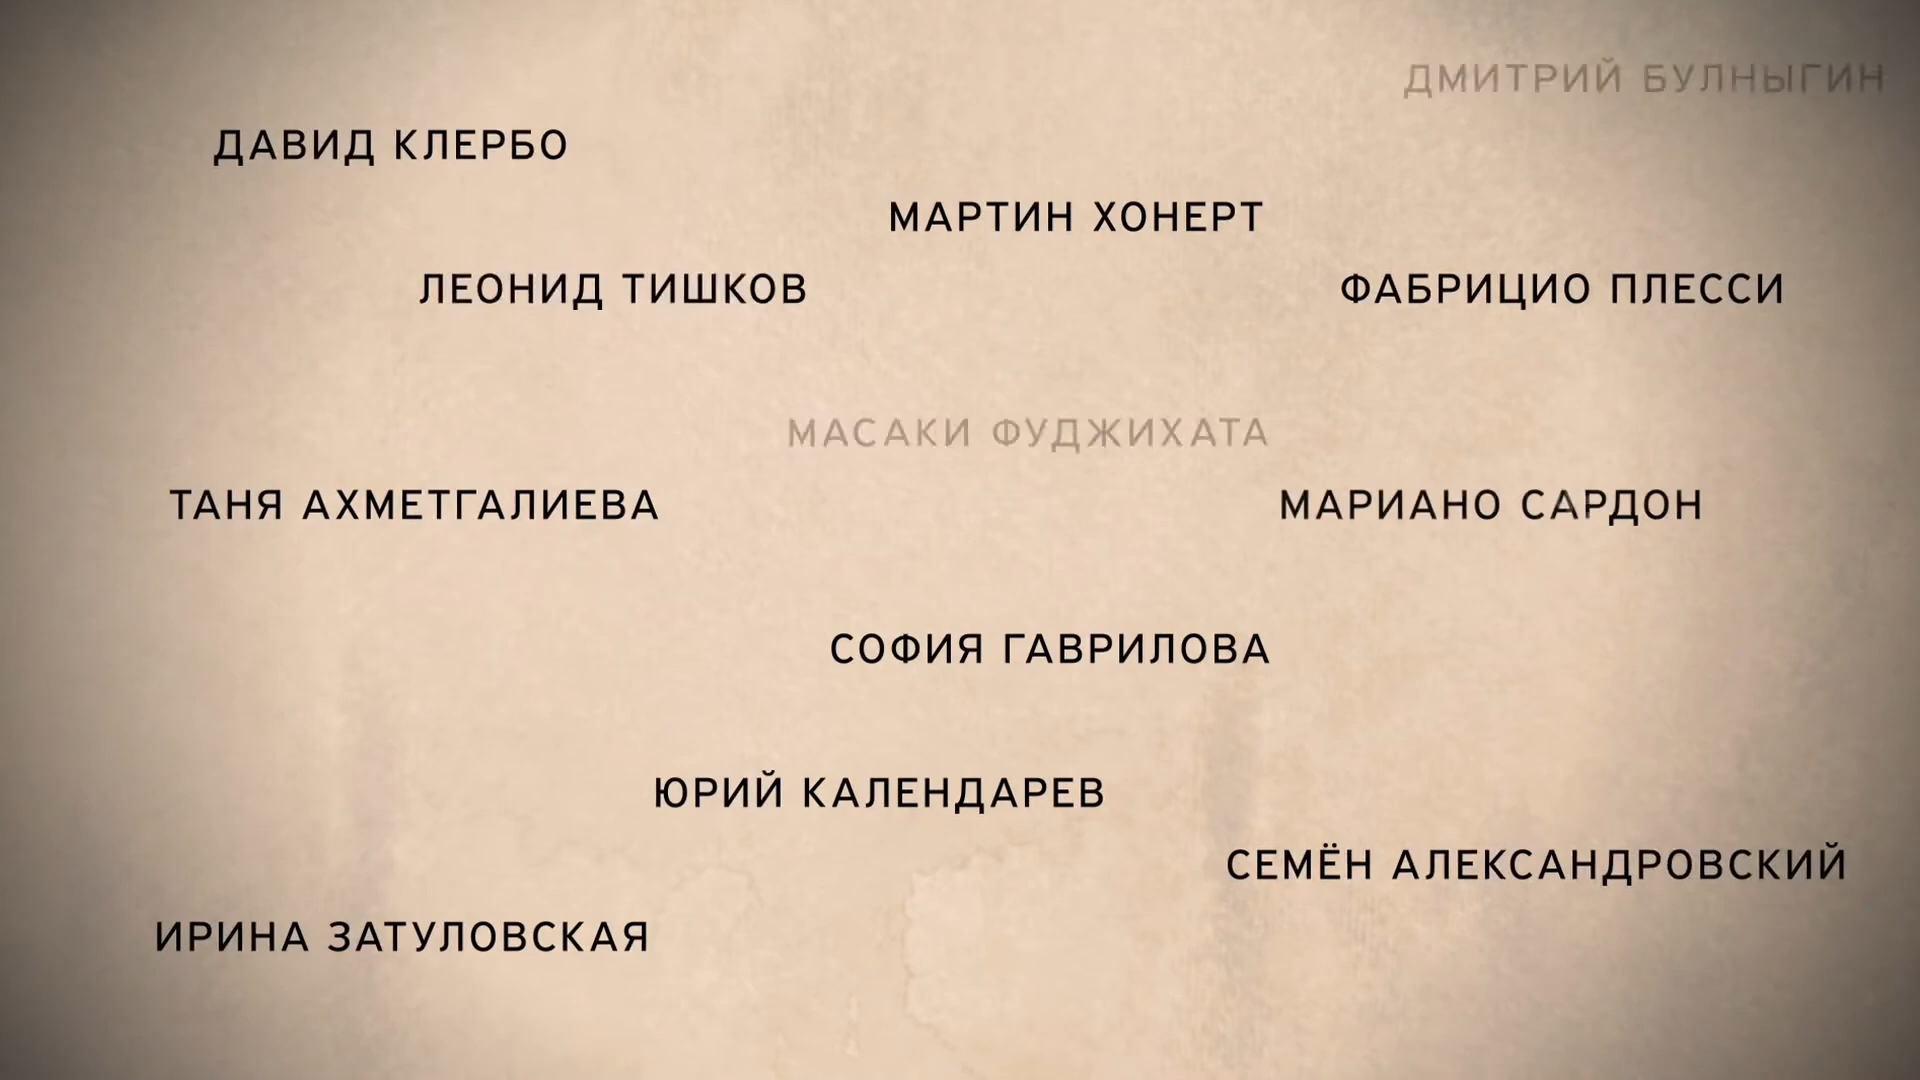 ДМИТРИЙ БУЛНЫГИН
ДАВИД КЛЕРБО
МАРТИН ХОНЕРТ
ЛЕОНИД ТИШКОВ
ФАБРИЦИО ПЛЕССИ
МАСАКИ ФУДЖИХАТА
ТАНЯ АХМЕТГАЛИЕВА
МАРИАНО САРДОН
СОФИЯ ГАВРИЛОВА
ЮРИЙ КАЛЕНДАРЕВ
СЕМЁН АЛЕКСАНДРОВСКИЙ
ИРИНА ЗАТУЛОВСКАЯ